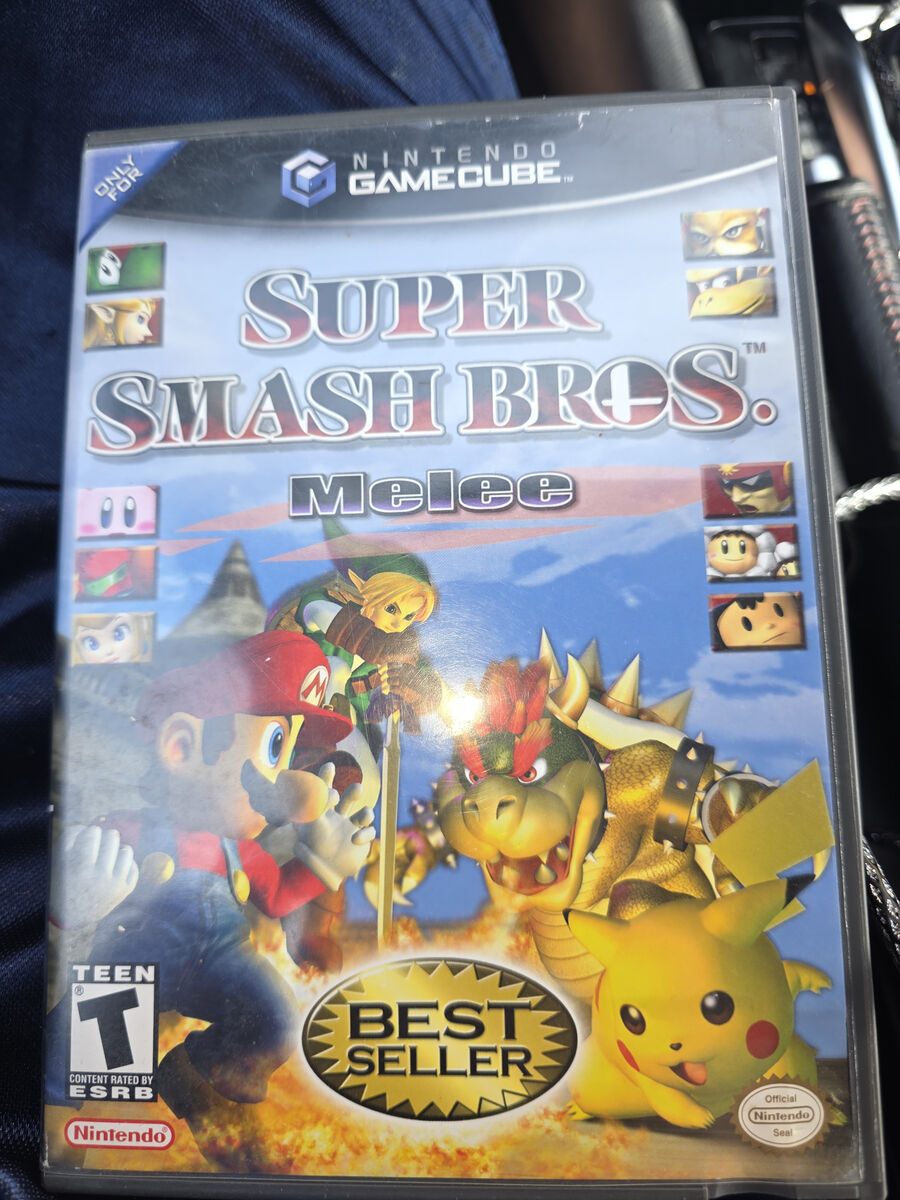 ONLY
FOR
NINTENDO
GAMECUBE™
SUPER
SMASH BROS.™
Melee
M
TEEN
®
T
CONTENT RATED BY
ESRB
Nintendo®
BEST
SELLER
Official
Nintendo
Seal